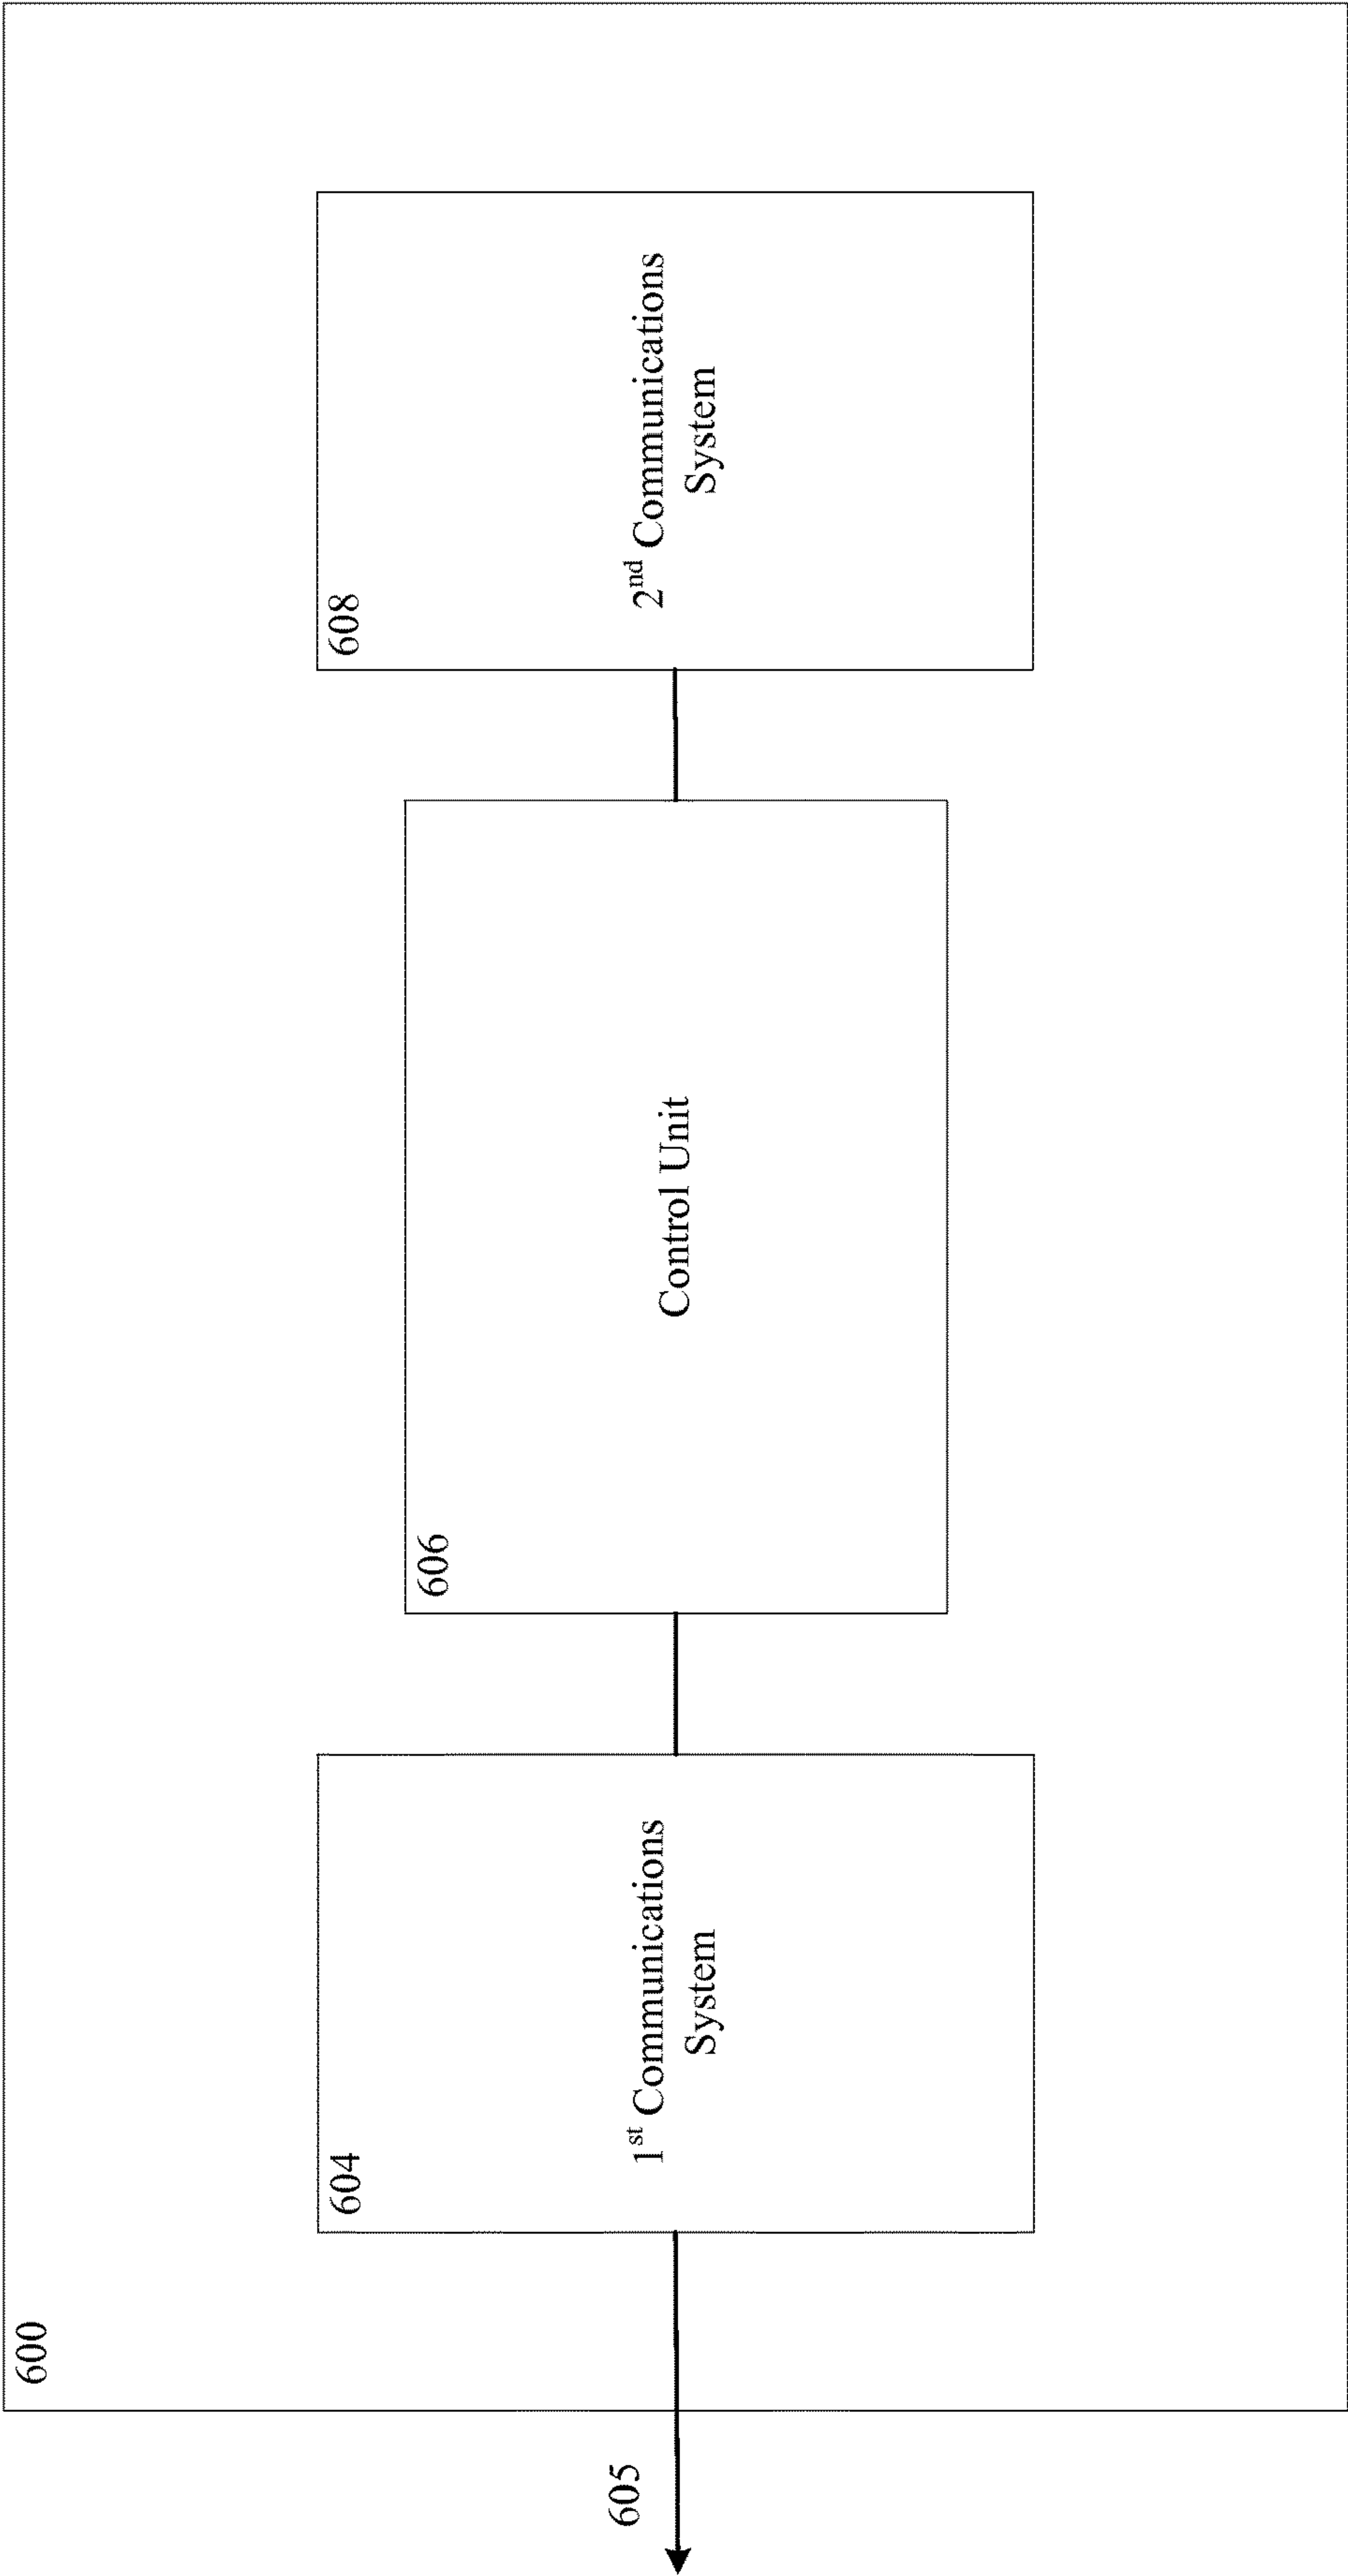 600
605
604
1st Communications
System
606
Control Unit
608
2nd Communications
System